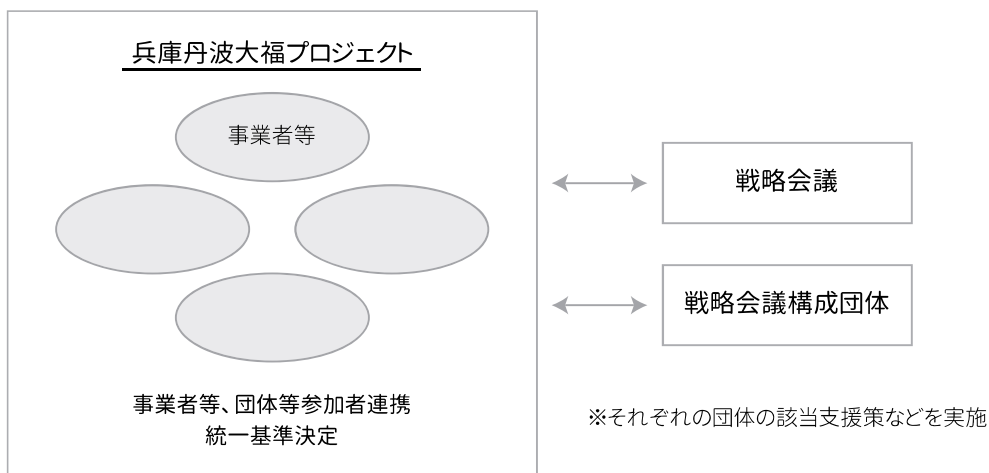 兵庫丹波大福プロジェクト
事業者等
事業者等、団体等参加者連携
統一基準決定
戦略会議
戦略会議構成団体
※それぞれの団体の該当支援策などを実施